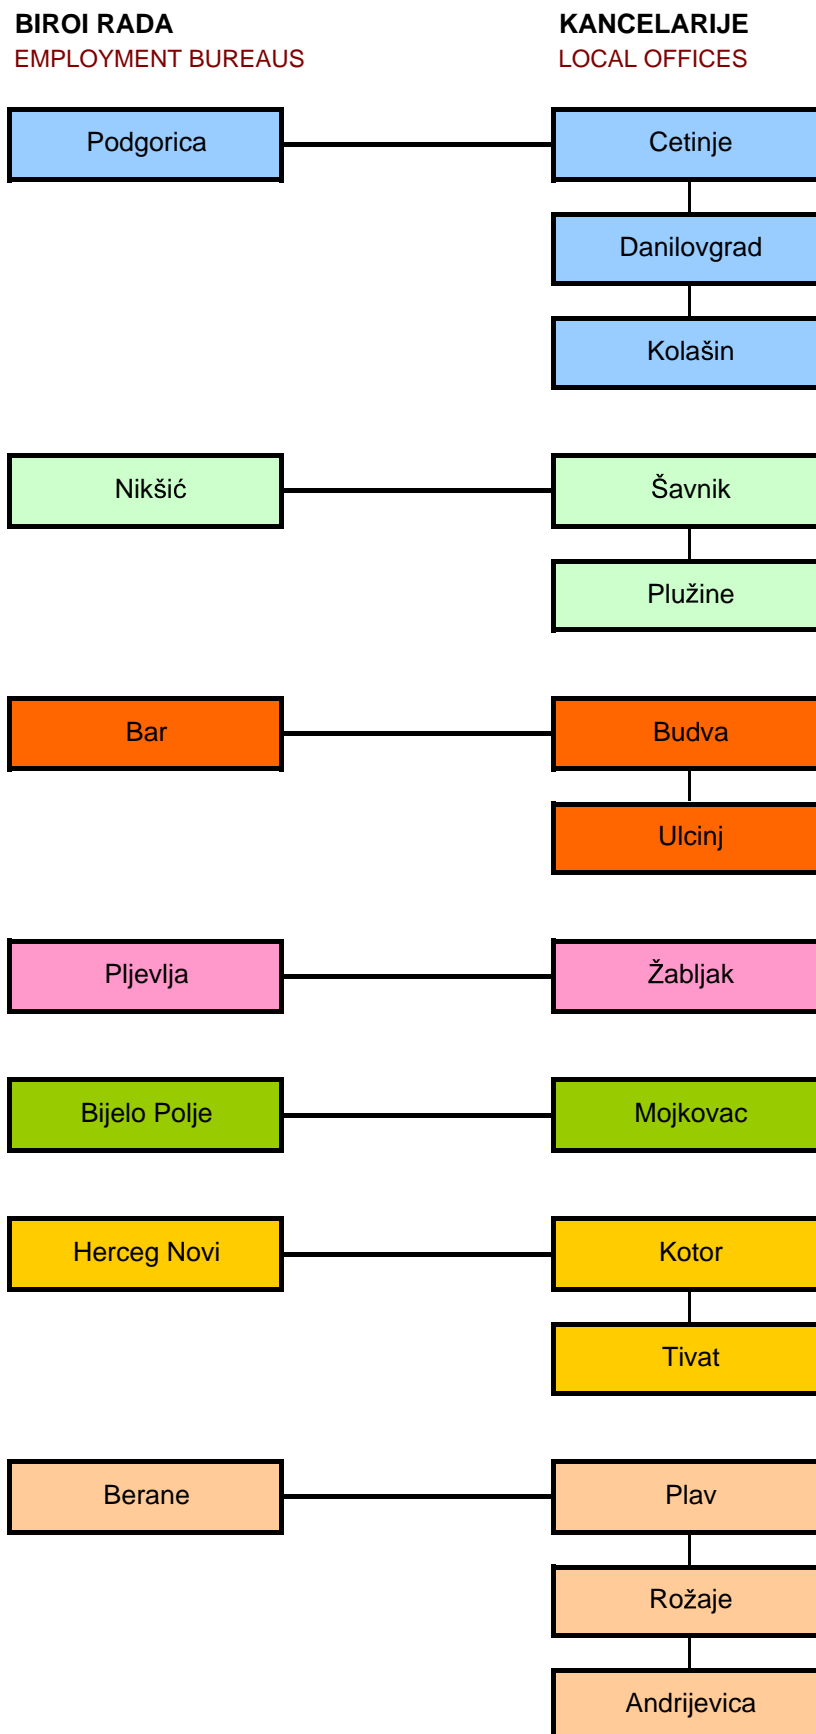 BIROI RADA
EMPLOYMENT BUREAUS
KANCELARIJE
LOCAL OFFICES
Podgorica
Cetinje
Danilovgrad
Kolašin
Nikšić
Šavnik
Plužine
Bar
Budva
Ulcinj
Pljevlja
Žabljak
Bijelo Polje
Mojkovac
Herceg Novi
Kotor
Tivat
Berane
Plav
Rožaje
Andrijevica